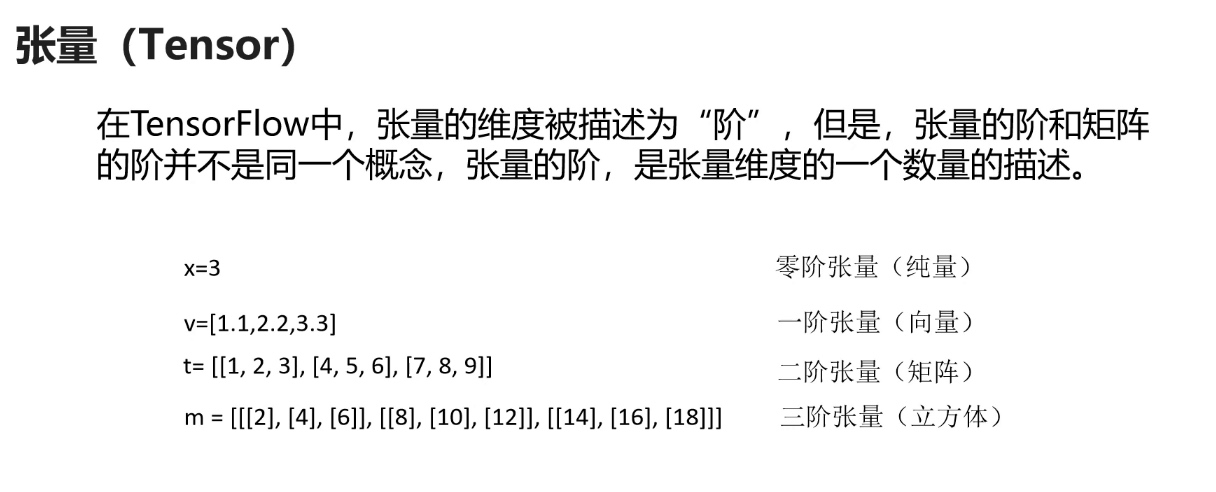 张量（Tensor）
在TensorFlow中，张量的维度被描述为“阶”，但是，张量的阶和矩阵
的阶并不是同一个概念，张量的阶，是张量维度的一个数量的描述。
x=3 零阶张量（纯量）
v=[1.1,2.2,3.3] 一阶张量（向量）
t= [[1, 2, 3], [4, 5, 6], [7, 8, 9]] 二阶张量（矩阵）
m = [[[2], [4], [6]], [[8], [10], [12]], [[14], [16], [18]]] 三阶张量（立方体）